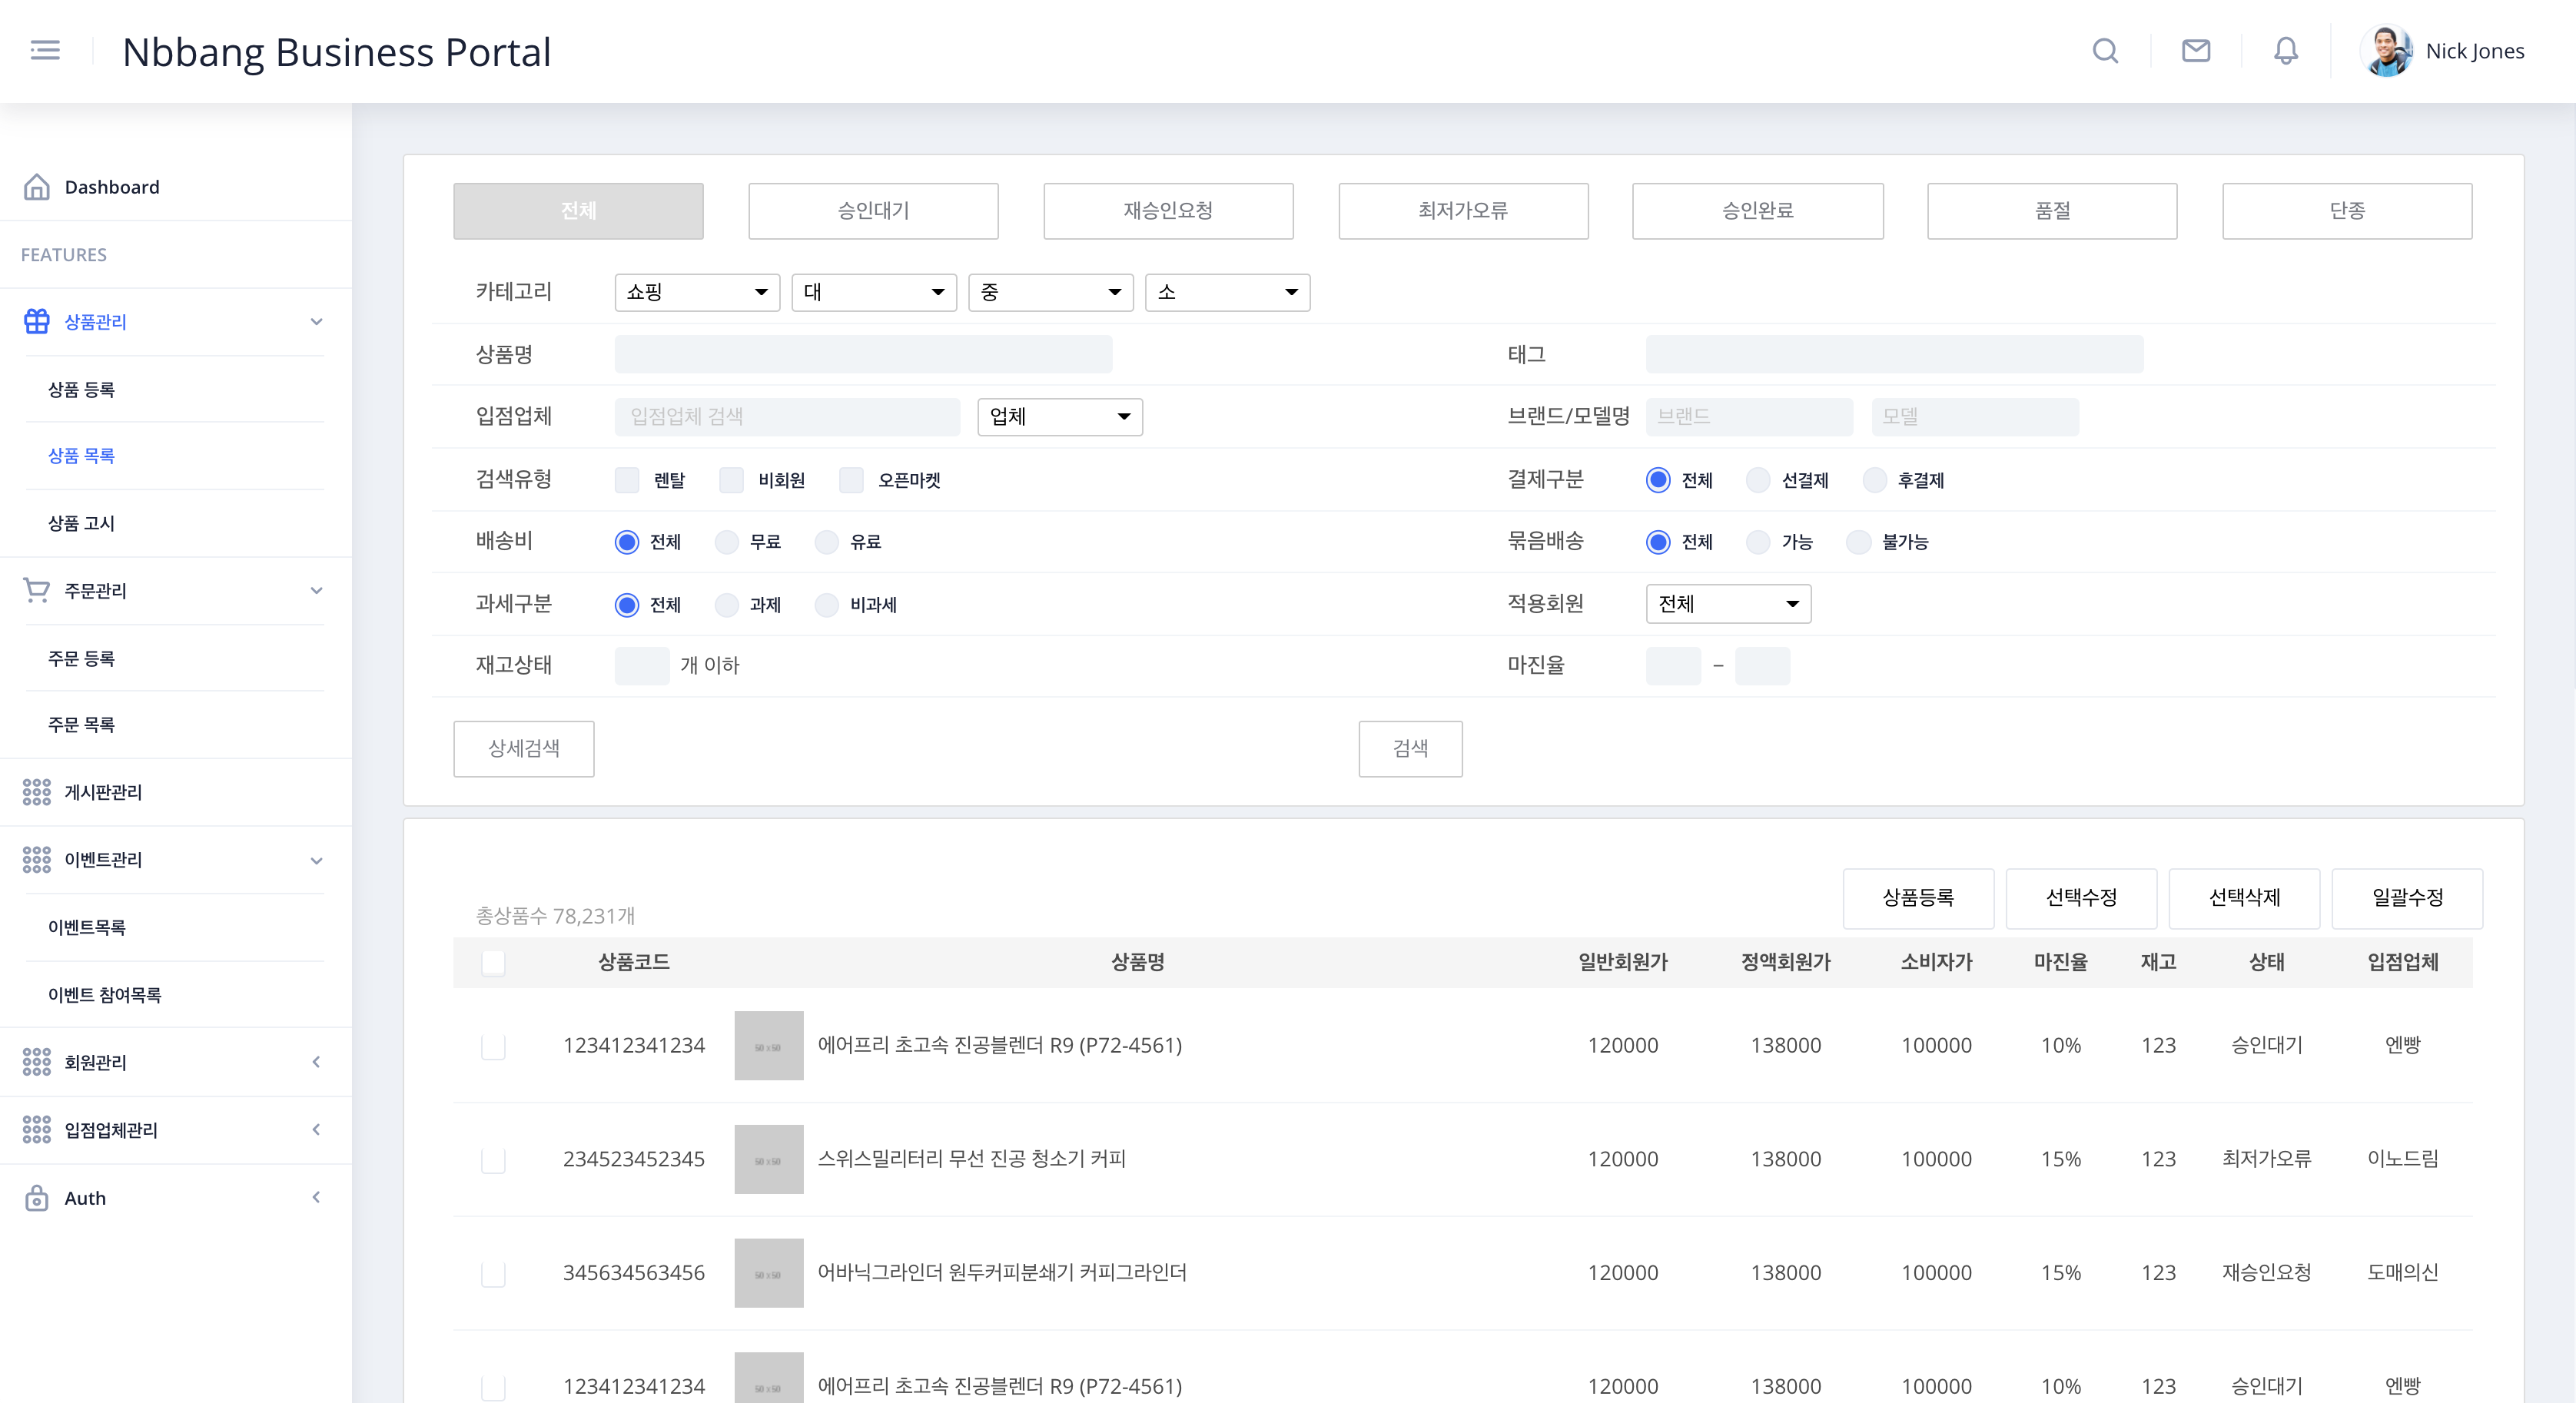 Nbbang Business Portal
Nick Jones
Dashboard
FEATURES
상품관리
상품 등록
상품 목록
상품 고시
주문관리
주문 등록
주문 목록
게시판관리
이벤트관리
이벤트목록
이벤트 참여목록
회원관리
입점업체관리
Auth
전체 승인대기 재승인요청 최저가오류 승인완료 품절 단종
카테고리 쇼핑 대 중 소
상품명 태그
입점업체 입점업체 검색 업체 브랜드/모델명 브랜드 모델
검색유형 렌탈 비회원 오픈마켓 결제구분 전체 선결제 후결제
배송비 전체 무료 유료 묶음배송 전체 가능 불가능
과세구분 전체 과제 비과세 적용회원 전체
재고상태 개 이하 마진율 –
상세검색 검색
상품등록 선택수정 선택삭제 일괄수정
총상품수 78,231개
상품코드 상품명 일반회원가 정액회원가 소비자가 마진율 재고 상태 입점업체
123412341234 50 x 50 에어프리 초고속 진공블렌더 R9 (P72-4561) 120000 138000 100000 10% 123 승인대기 엔빵
234523452345 50 x 50 스위스밀리터리 무선 진공 청소기 커피 120000 138000 100000 15% 123 최저가오류 이노드림
345634563456 50 x 50 어바닉그라인더 원두커피분쇄기 커피그라인더 120000 138000 100000 15% 123 재승인요청 도매의신
123412341234 50 x 50 에어프리 초고속 진공블렌더 R9 (P72-4561) 120000 138000 100000 10% 123 승인대기 엔빵